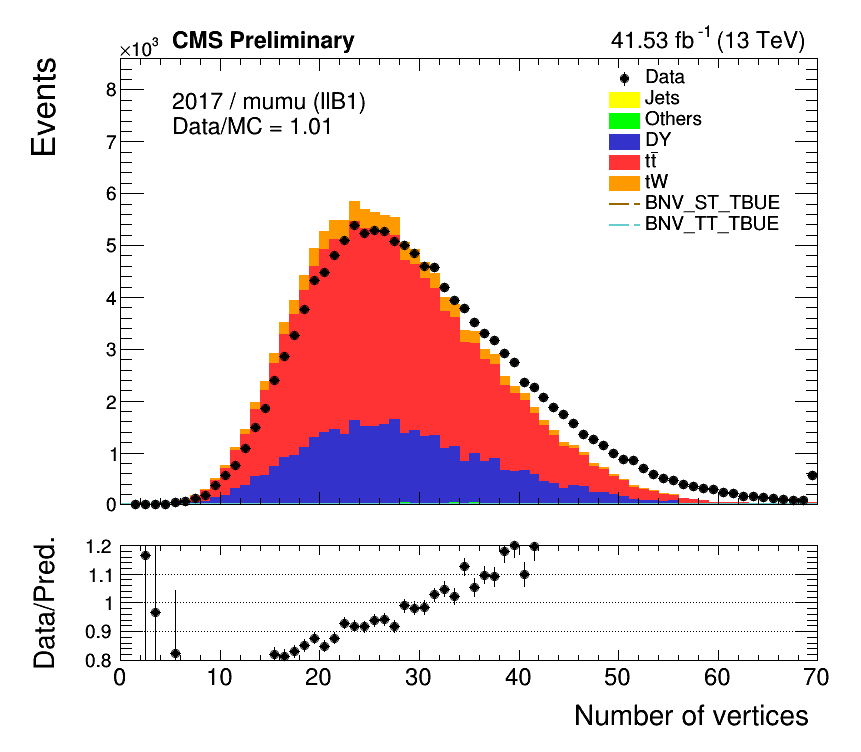 ×10³ CMS Preliminary 41.53 fb⁻¹ (13 TeV)
Events
2017 / mumu (llB1)
Data/MC = 1.01
Data
Jets
Others
DY
tt̄
tW
BNV_ST_TBUE
BNV_TT_TBUE
8
7
6
5
4
3
2
1
0
Data/Pred.
1.2
1.1
1
0.9
0.8
0 10 20 30 40 50 60 70
Number of vertices